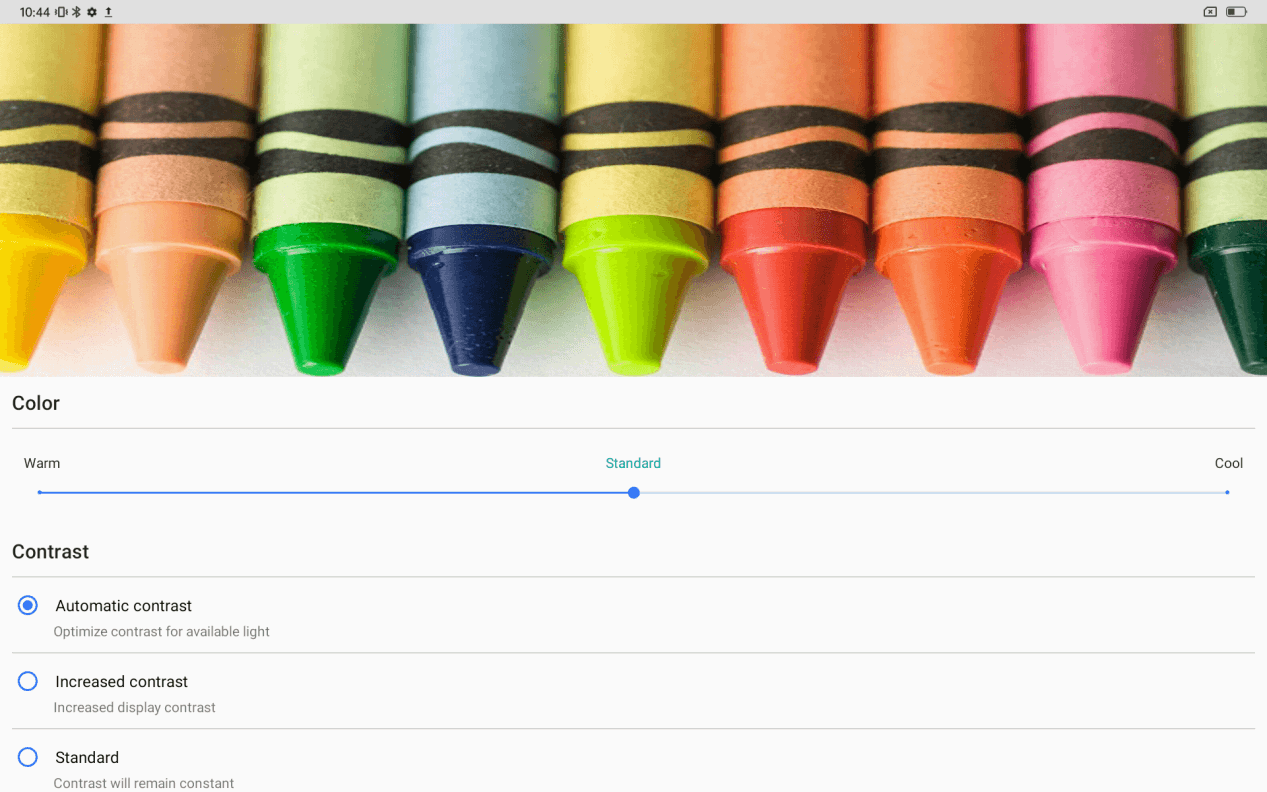 10:44
Color
Warm
Standard
Cool
Contrast
Automatic contrast
Optimize contrast for available light
Increased contrast
Increased display contrast
Standard
Contrast will remain constant